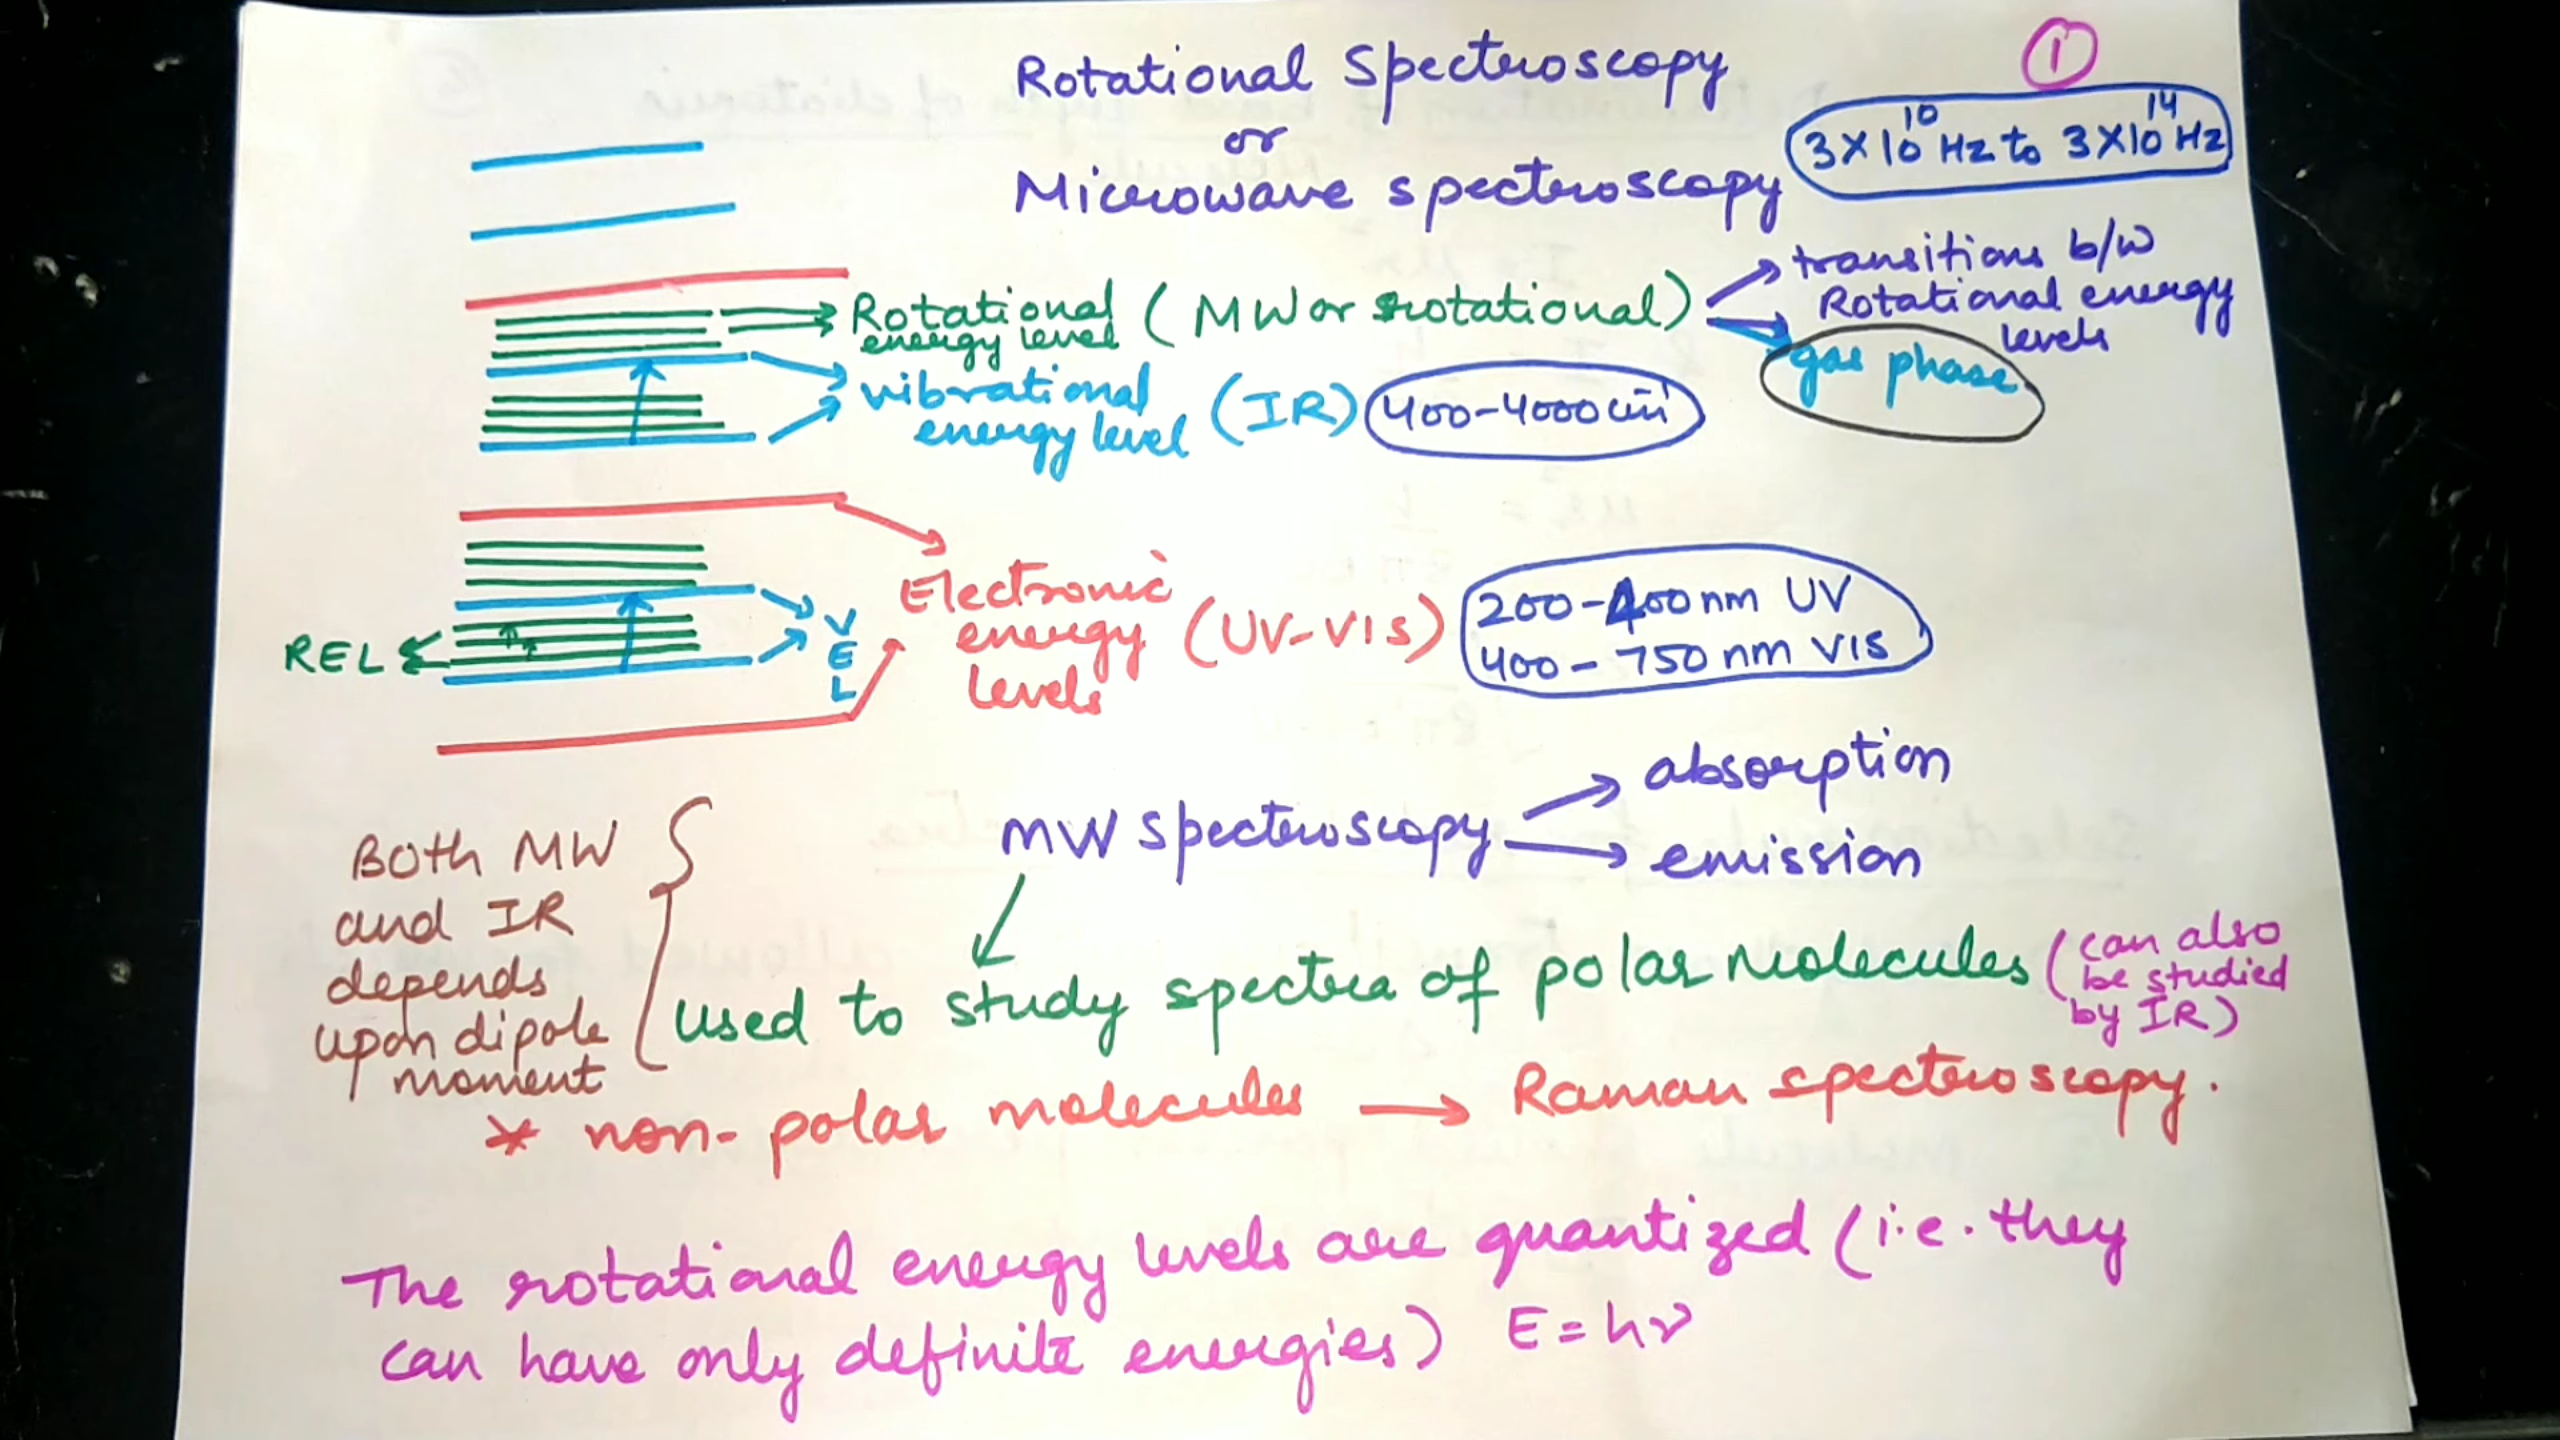 ①
Rotational Spectroscopy
or
Microwave spectroscopy
3×10¹⁰ Hz to 3×10¹⁴ Hz
Rotational energy level (MW or rotational)
transitions b/w
Rotational energy
levels
gas phase
vibrational
energy level (IR) 400-4000 cm⁻¹
Electronic
energy
levels
(UV-VIS)
200-400 nm UV
400-750 nm VIS
REL
VEL
MW spectroscopy
absorption
emission
Both MW
and IR
depends
upon dipole
moment
used to study spectra of polar molecules (can also
be studied
by IR)
* non-polar molecules → Raman spectroscopy.
The rotational energy levels are quantized (i.e. they
can have only definite energies) E=hν